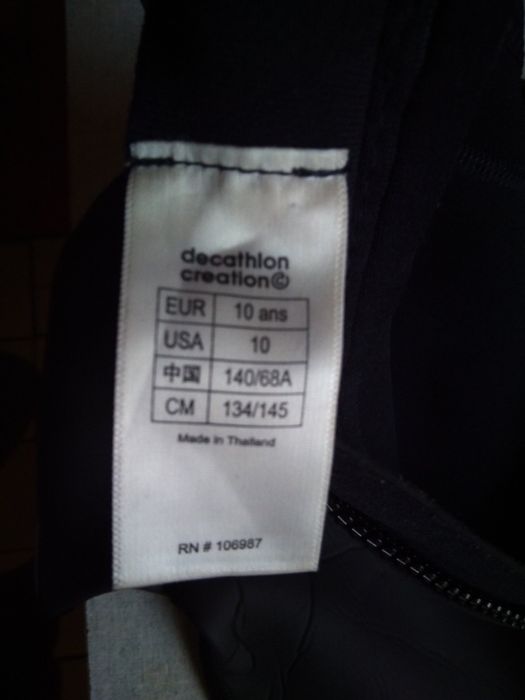 decathlon
creation©
EUR 10 ans
USA 10
中国 140/68A
CM 134/145
Made in Thailand
RN # 106987